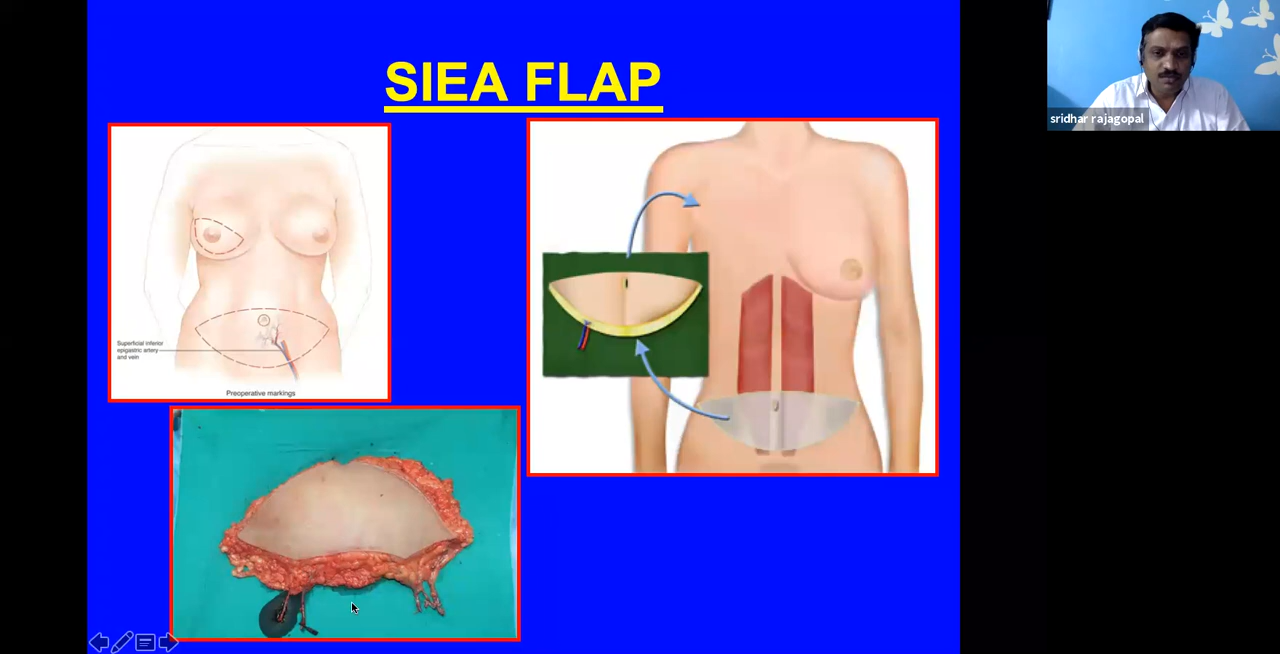 SIEA FLAP
sridhar rajagopal
Superficial inferior
epigastric artery
and vein
Preoperative markings